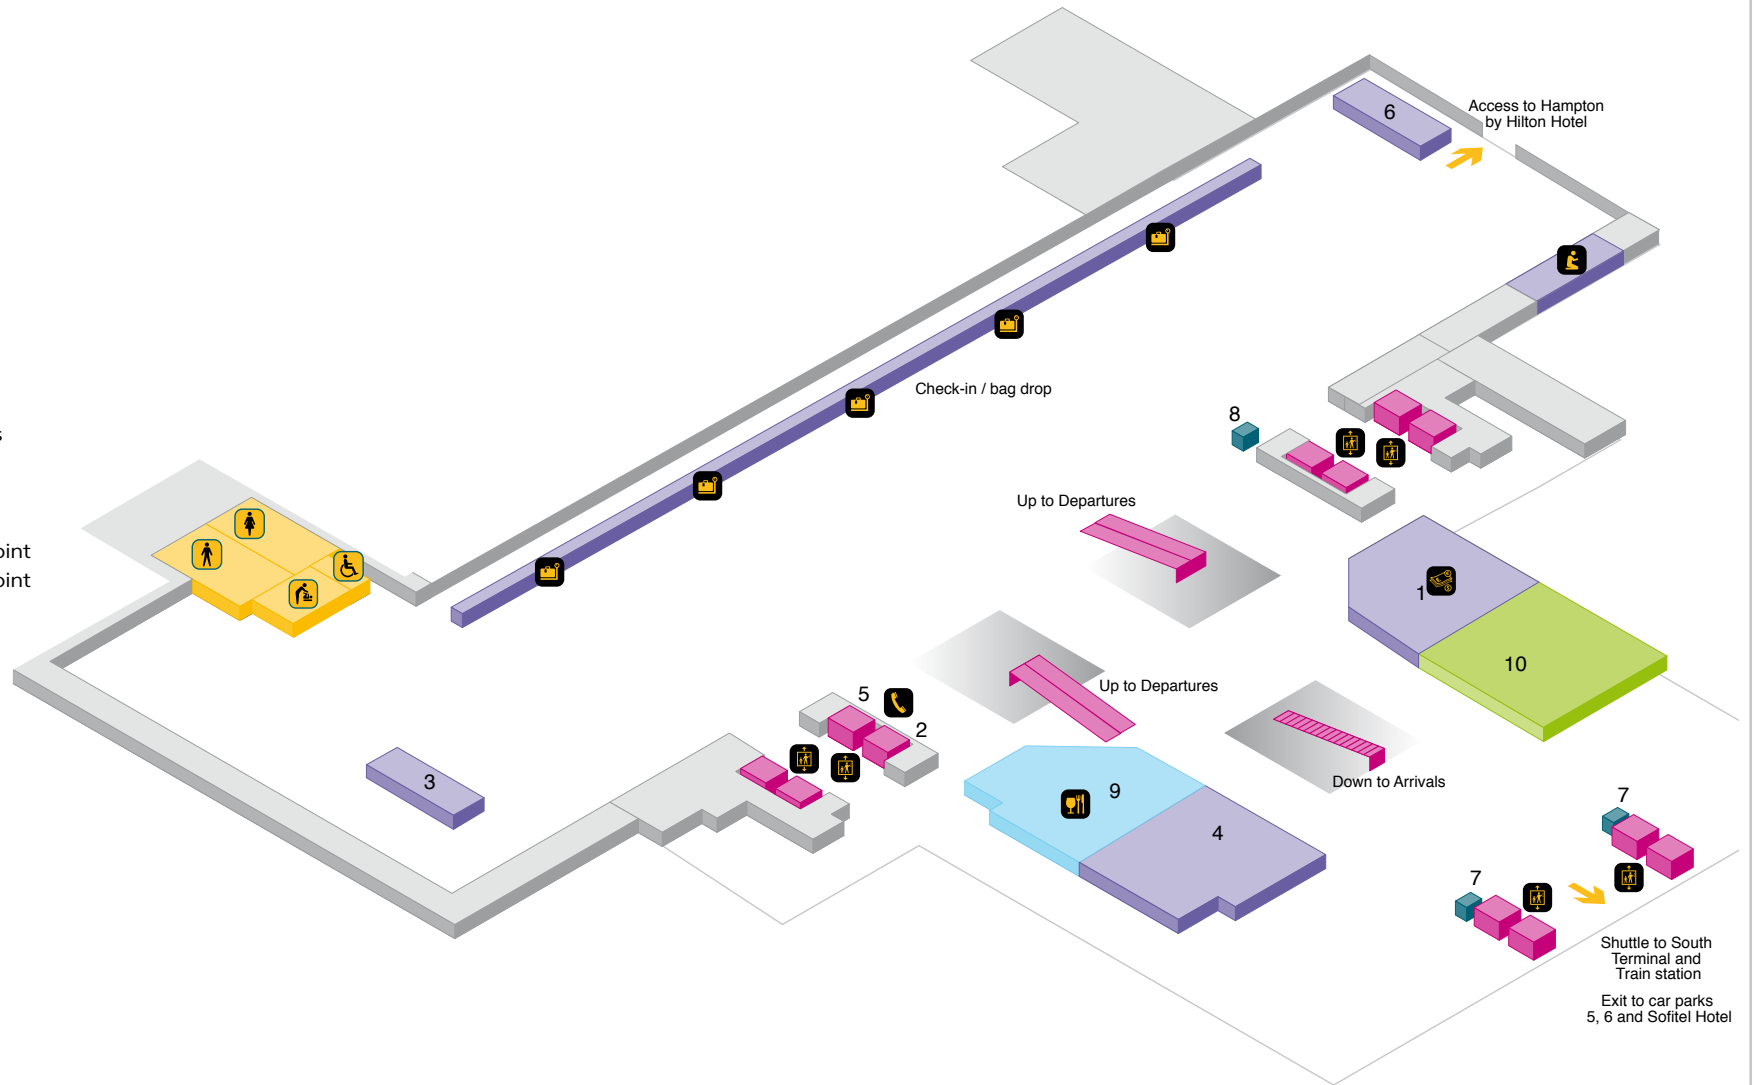 6
Access to Hampton
by Hilton Hotel
Check-in / bag drop
8
s
Up to Departures
oint
oint
1
10
5
2
Up to Departures
3
9
4
Down to Arrivals
7
7
Shuttle to South
Terminal and
Train station
Exit to car parks
5, 6 and Sofitel Hotel